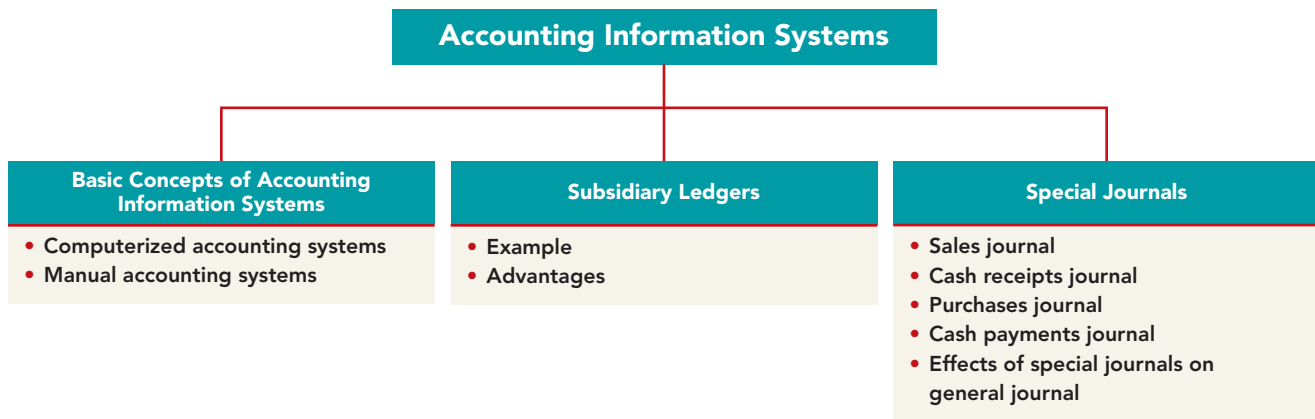 Accounting Information Systems
Basic Concepts of Accounting
Information Systems
• Computerized accounting systems
• Manual accounting systems
Subsidiary Ledgers
• Example
• Advantages
Special Journals
• Sales journal
• Cash receipts journal
• Purchases journal
• Cash payments journal
• Effects of special journals on
general journal